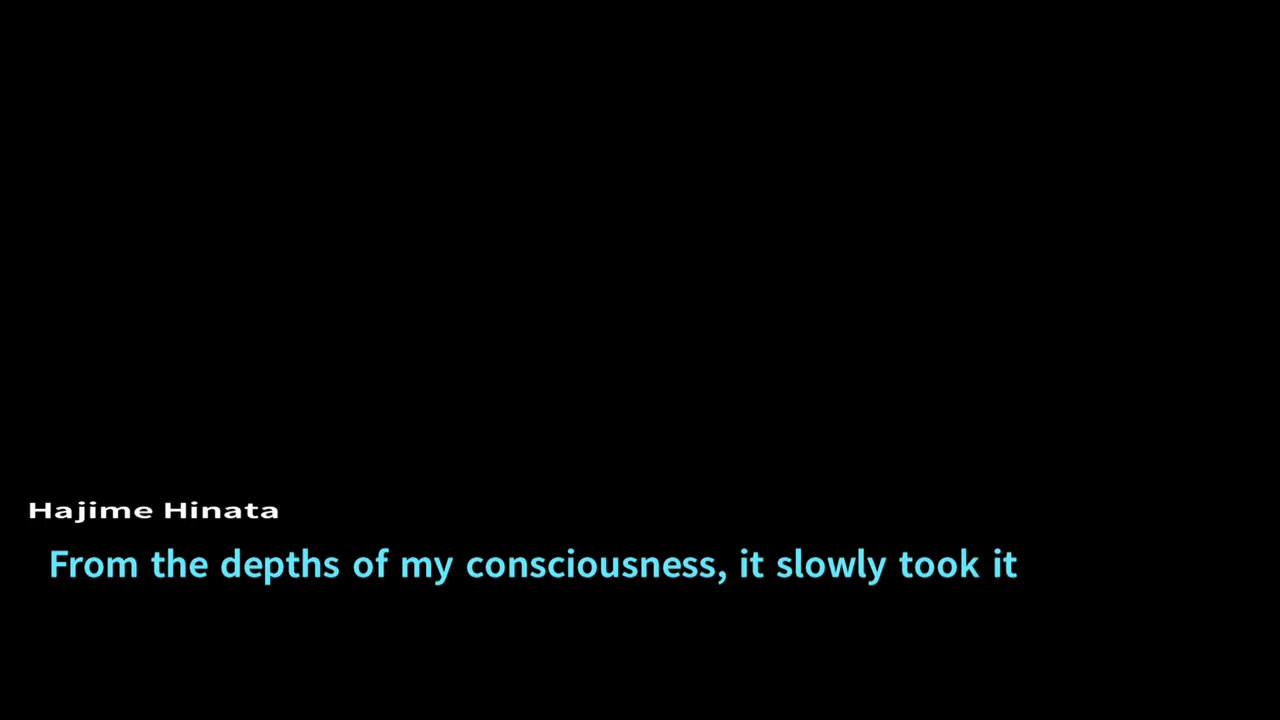 Hajime Hinata
From the depths of my consciousness, it slowly took it